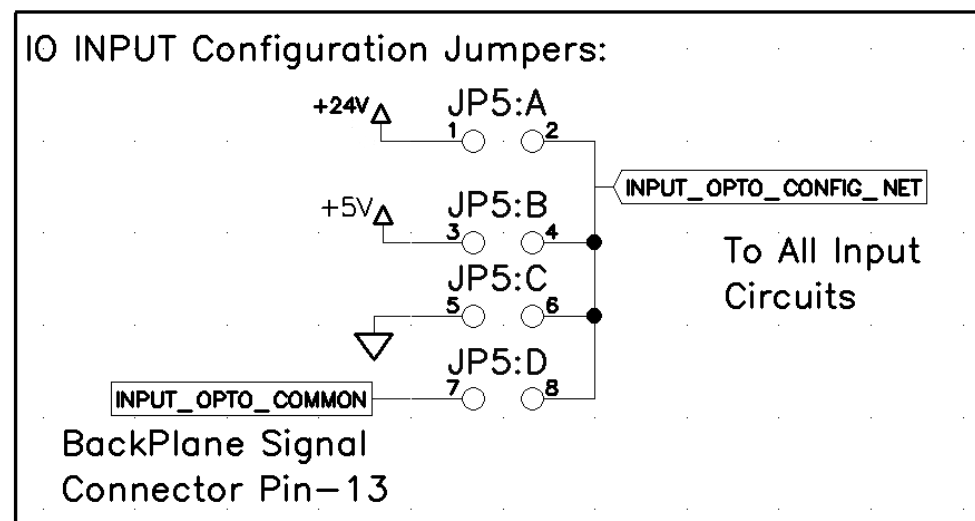 IO INPUT Configuration Jumpers:
+24V
JP5:A
1 2
INPUT_OPTO_CONFIG_NET
+5V
JP5:B
3 4
To All Input
Circuits
JP5:C
5 6
JP5:D
7 8
INPUT_OPTO_COMMON
BackPlane Signal
Connector Pin-13